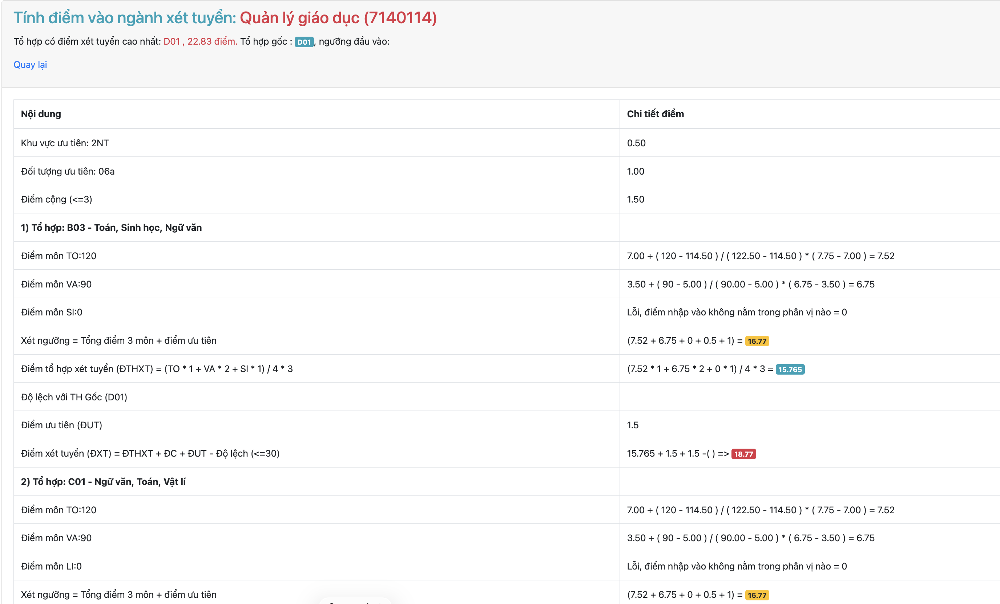 Tính điểm vào ngành xét tuyển: Quản lý giáo dục (7140114)
Tổ hợp có điểm xét tuyển cao nhất: D01 , 22.83 điểm. Tổ hợp gốc : D01, ngưỡng đầu vào:
Quay lại
Nội dung Chi tiết điểm
Khu vực ưu tiên: 2NT 0.50
Đối tượng ưu tiên: 06a 1.00
Điểm cộng (<=3) 1.50
1) Tổ hợp: B03 - Toán, Sinh học, Ngữ văn
Điểm môn TO:120 7.00 + ( 120 - 114.50 ) / ( 122.50 - 114.50 ) * ( 7.75 - 7.00 ) = 7.52
Điểm môn VA:90 3.50 + ( 90 - 5.00 ) / ( 90.00 - 5.00 ) * ( 6.75 - 3.50 ) = 6.75
Điểm môn SI:0 Lỗi, điểm nhập vào không nằm trong phân vị nào = 0
Xét ngưỡng = Tổng điểm 3 môn + điểm ưu tiên (7.52 + 6.75 + 0 + 0.5 + 1) = 15.77
Điểm tổ hợp xét tuyển (ĐTHXT) = (TO * 1 + VA * 2 + SI * 1) / 4 * 3 (7.52 * 1 + 6.75 * 2 + 0 * 1) / 4 * 3 = 15.765
Độ lệch với TH Gốc (D01)
Điểm ưu tiên (ĐUT) 1.5
Điểm xét tuyển (ĐXT) = ĐTHXT + ĐC + ĐUT - Độ lệch (<=30) 15.765 + 1.5 + 1.5 -( ) => 18.77
2) Tổ hợp: C01 - Ngữ văn, Toán, Vật lí
Điểm môn TO:120 7.00 + ( 120 - 114.50 ) / ( 122.50 - 114.50 ) * ( 7.75 - 7.00 ) = 7.52
Điểm môn VA:90 3.50 + ( 90 - 5.00 ) / ( 90.00 - 5.00 ) * ( 6.75 - 3.50 ) = 6.75
Điểm môn LI:0 Lỗi, điểm nhập vào không nằm trong phân vị nào = 0
Xét ngưỡng = Tổng điểm 3 môn + điểm ưu tiên (7.52 + 6.75 + 0 + 0.5 + 1) = 15.77